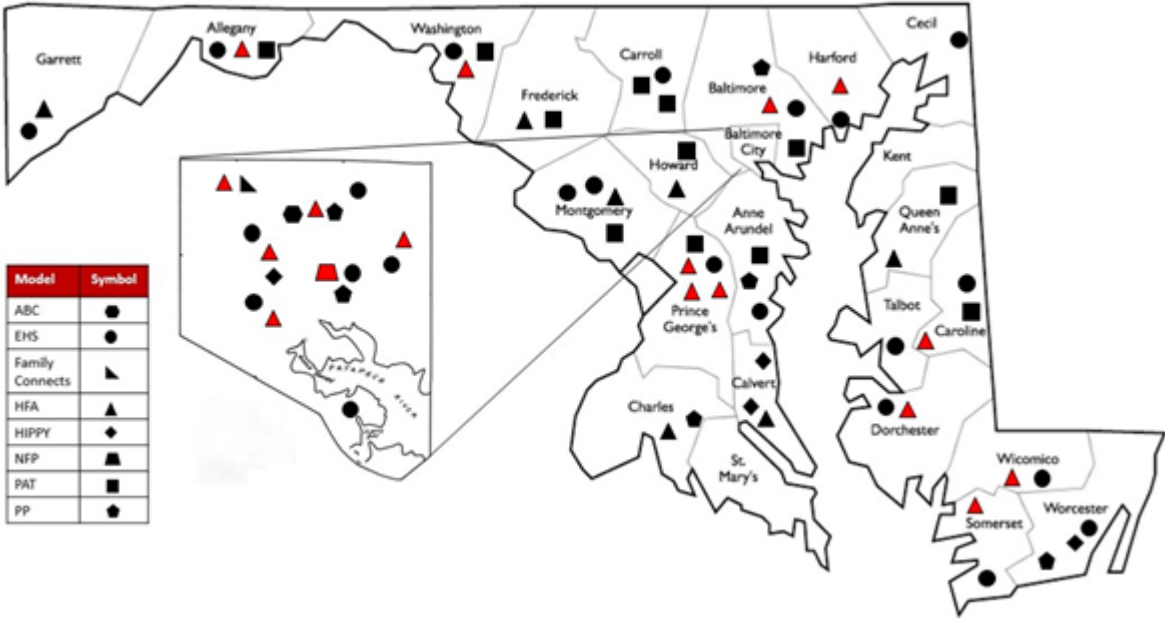 Garrett
Allegany
Washington
Frederick
Carroll
Baltimore
Harford
Cecil
Baltimore
City
Howard
Montgomery
Anne
Arundel
Prince
George's
Kent
Queen
Anne's
Talbot
Caroline
Calvert
Charles
St.
Mary's
Dorchester
Wicomico
Somerset
Worcester
PATAPSCO RIVER
Model Symbol
ABC
EHS
Family
Connects
HFA
HIPPY
NFP
PAT
PP